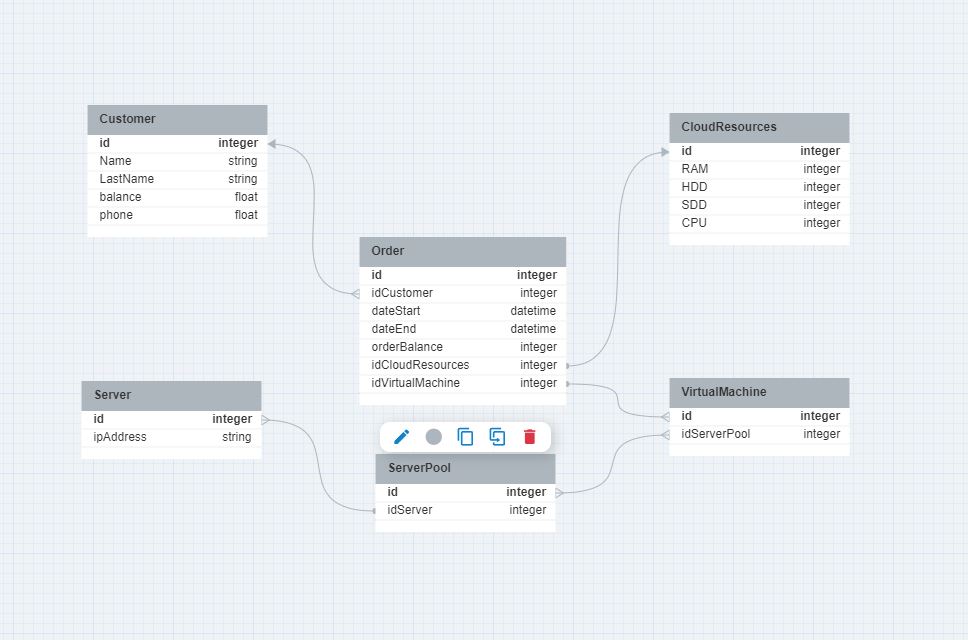 Customer
id integer
Name string
LastName string
balance float
phone float
CloudResources
id integer
RAM integer
HDD integer
SDD integer
CPU integer
Order
id integer
idCustomer integer
dateStart datetime
dateEnd datetime
orderBalance integer
idCloudResources integer
idVirtualMachine integer
Server
id integer
ipAddress string
VirtualMachine
id integer
idServerPool integer
ServerPool
id integer
idServer integer